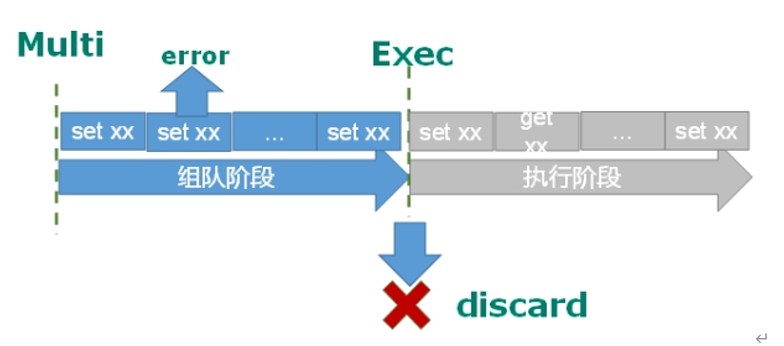 Multi
error
Exec
set xx
set xx
...
set xx
set xx
get
xx
...
set xx
组队阶段
执行阶段
discard